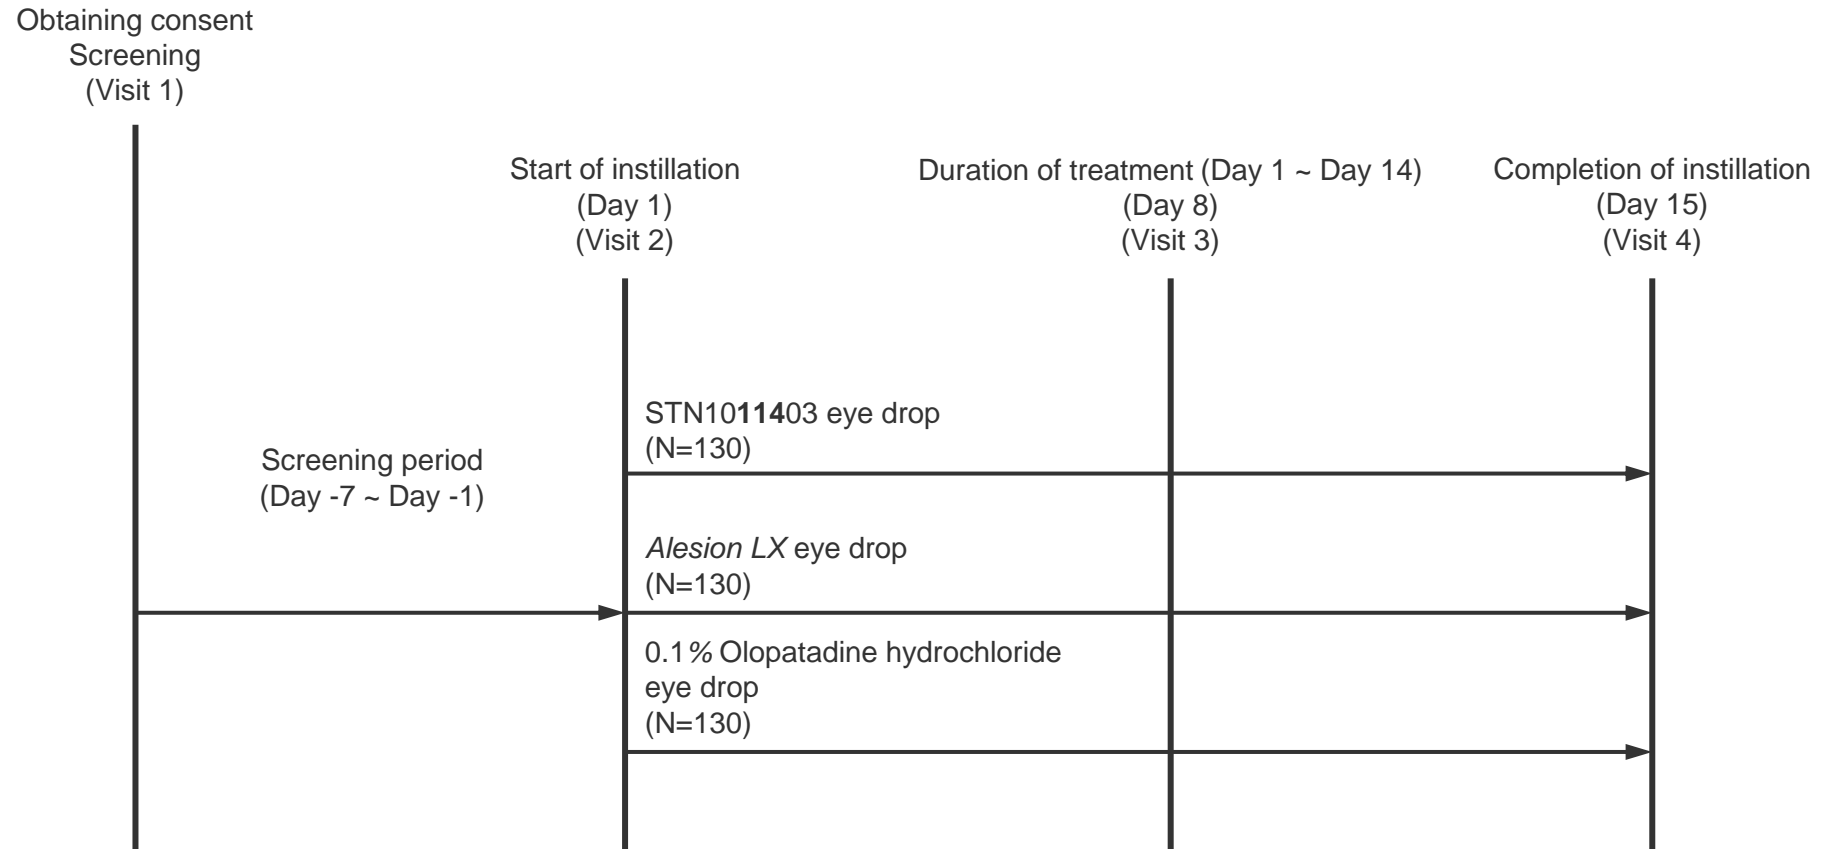 Obtaining consent
Screening
(Visit 1)
Start of instillation
(Day 1)
(Visit 2)
Duration of treatment (Day 1 ~ Day 14)
(Day 8)
(Visit 3)
Completion of instillation
(Day 15)
(Visit 4)
Screening period
(Day -7 ~ Day -1)
STN1011403 eye drop
(N=130)
Alesion LX eye drop
(N=130)
0.1% Olopatadine hydrochloride
eye drop
(N=130)